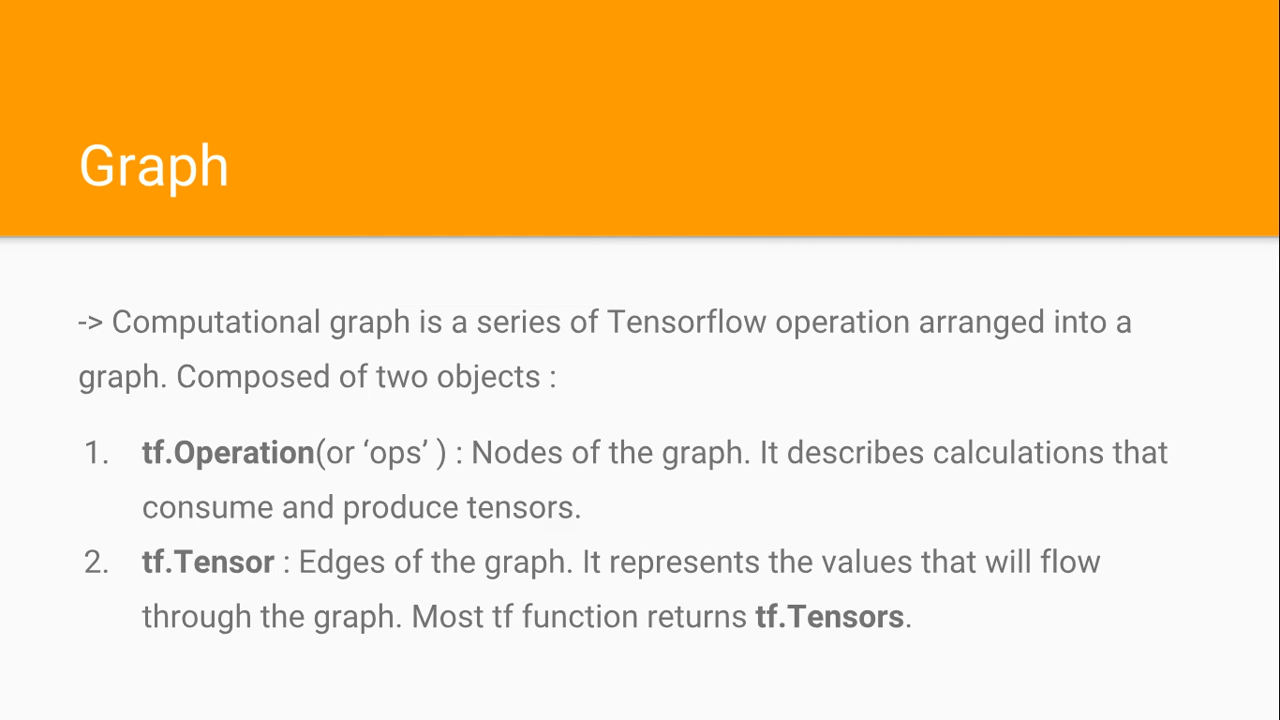 Graph
-> Computational graph is a series of Tensorflow operation arranged into a
graph. Composed of two objects :
1. tf.Operation(or ‘ops’ ) : Nodes of the graph. It describes calculations that
consume and produce tensors.
2. tf.Tensor : Edges of the graph. It represents the values that will flow
through the graph. Most tf function returns tf.Tensors.